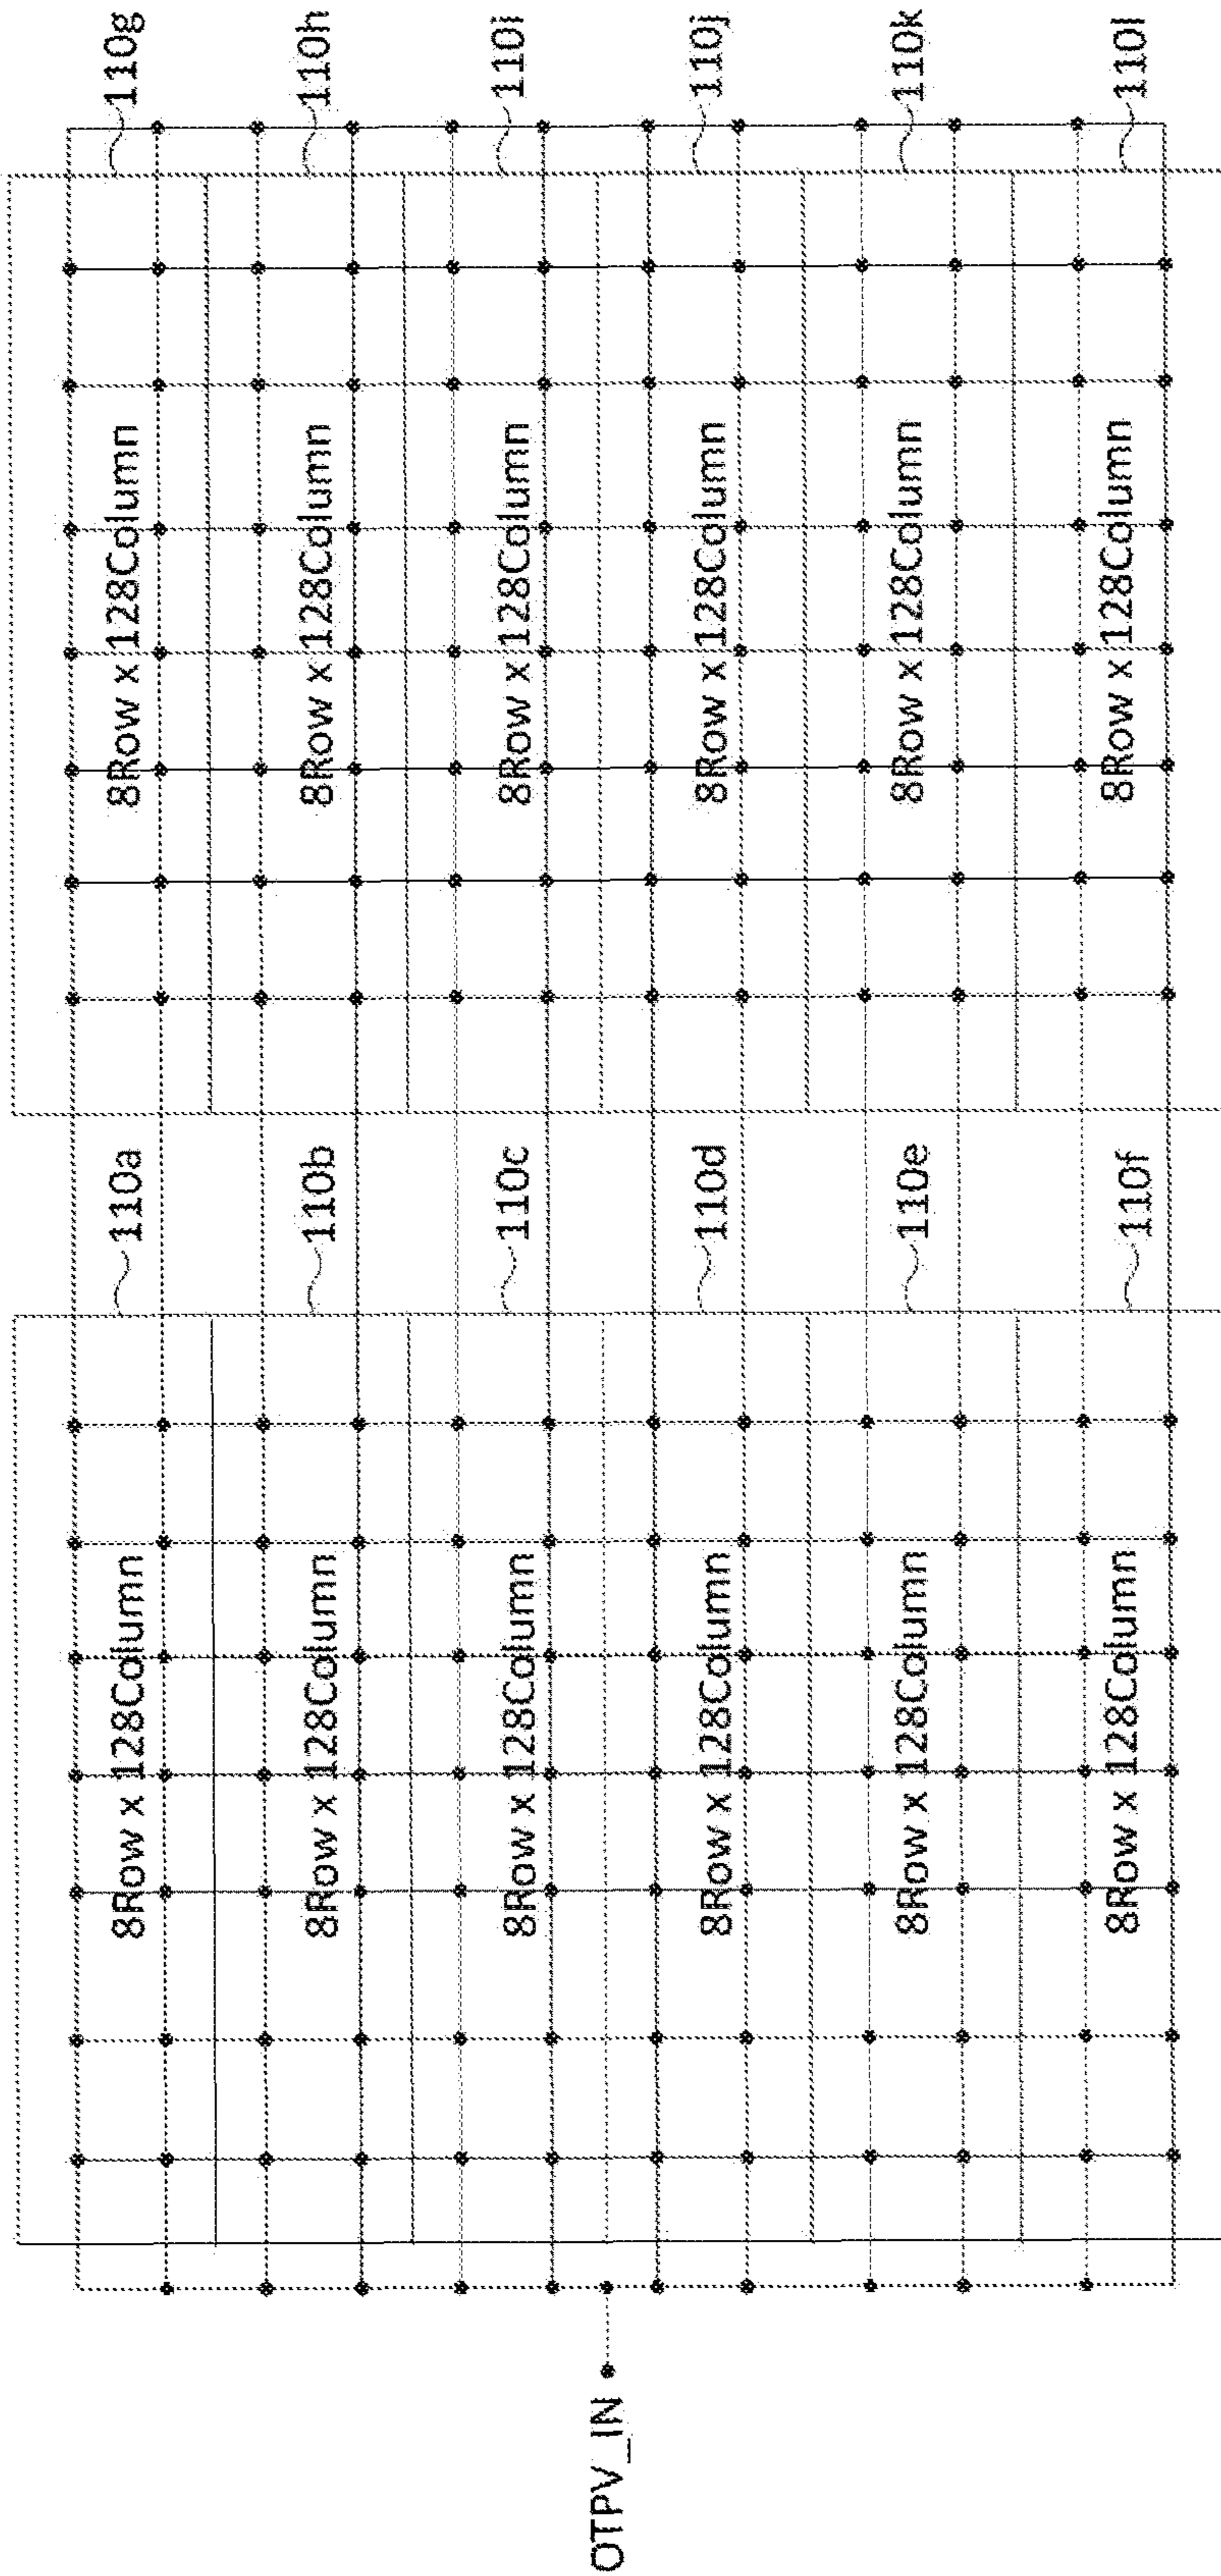 8Row x 128Column
110a
8Row x 128Column
110g
8Row x 128Column
110b
8Row x 128Column
110h
8Row x 128Column
110c
8Row x 128Column
110i
OTPV_IN
8Row x 128Column
110d
8Row x 128Column
110j
8Row x 128Column
110e
8Row x 128Column
110k
8Row x 128Column
110f
8Row x 128Column
110l